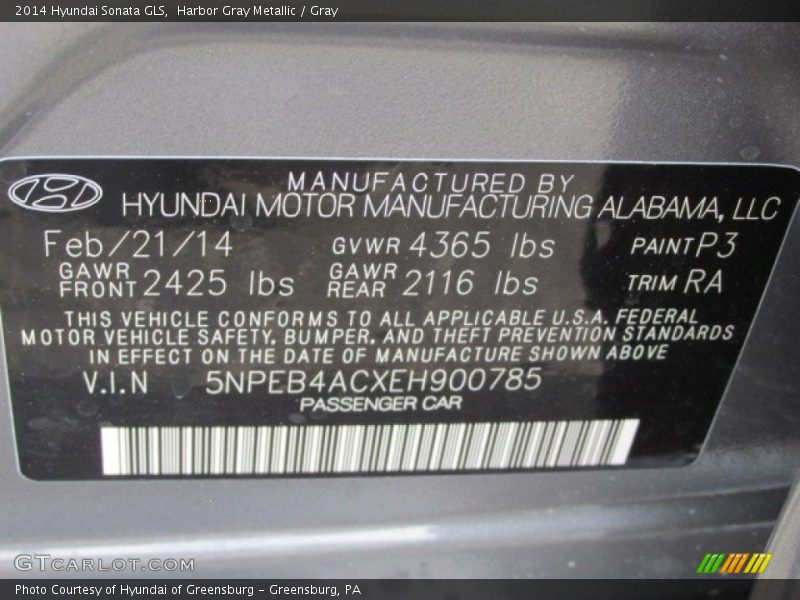 2014 Hyundai Sonata GLS, Harbor Gray Metallic / Gray
MANUFACTURED BY
HYUNDAI MOTOR MANUFACTURING ALABAMA, LLC
Feb/21/14 GVWR 4365 lbs PAINT P3
GAWR FRONT 2425 lbs GAWR REAR 2116 lbs TRIM RA
THIS VEHICLE CONFORMS TO ALL APPLICABLE U.S.A. FEDERAL
MOTOR VEHICLE SAFETY, BUMPER, AND THEFT PREVENTION STANDARDS
IN EFFECT ON THE DATE OF MANUFACTURE SHOWN ABOVE
V.I.N 5NPEB4ACXEH900785
PASSENGER CAR
GTCARLOT.COM
Photo Courtesy of Hyundai of Greensburg - Greensburg, PA